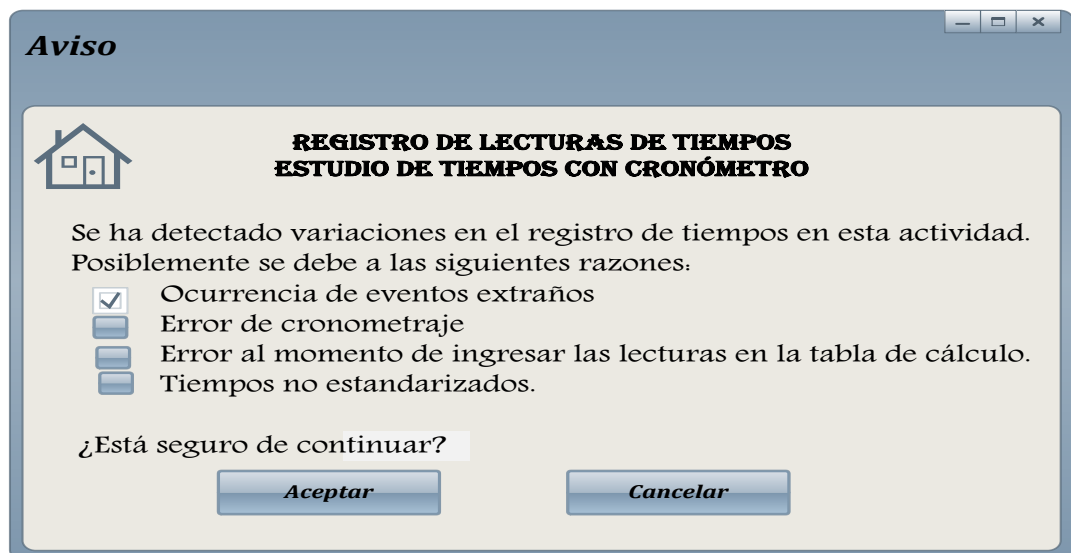 Aviso
REGISTRO DE LECTURAS DE TIEMPOS
ESTUDIO DE TIEMPOS CON CRONÓMETRO
Se ha detectado variaciones en el registro de tiempos en esta actividad.
Posiblemente se debe a las siguientes razones:
Ocurrencia de eventos extraños
Error de cronometraje
Error al momento de ingresar las lecturas en la tabla de cálculo.
Tiempos no estandarizados.
¿Está seguro de continuar?
Aceptar Cancelar